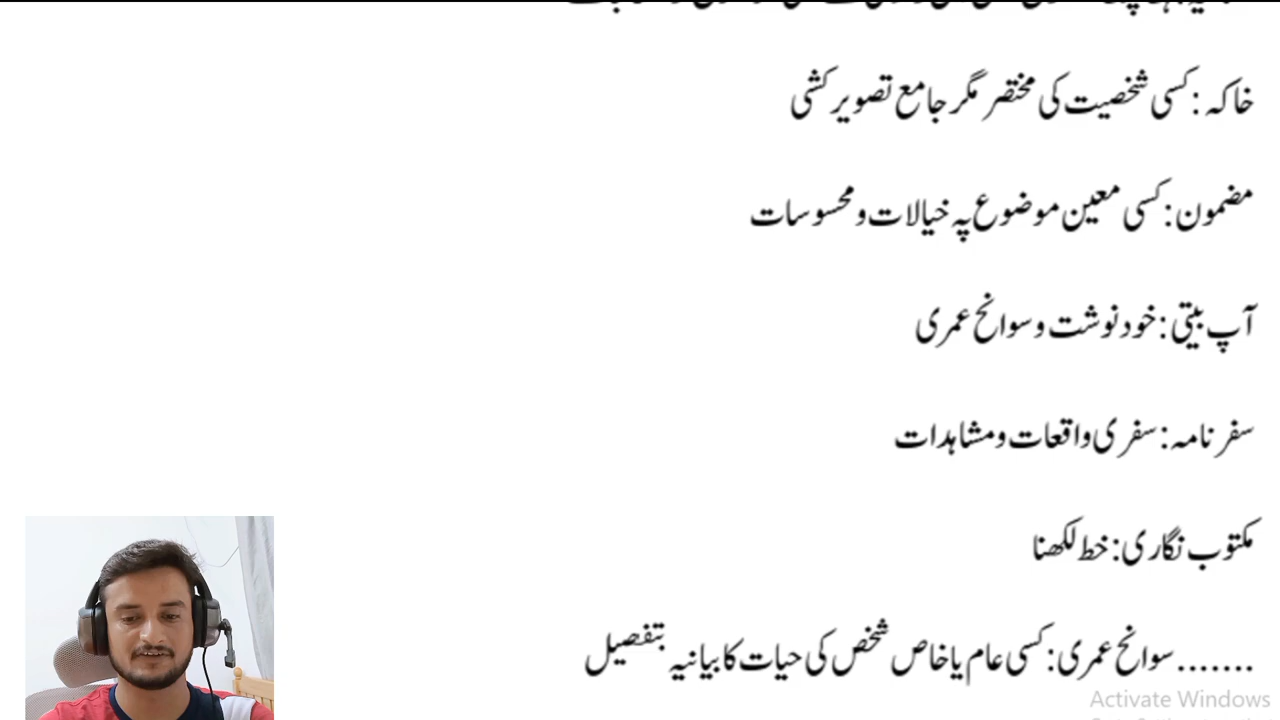 خاکہ : کسی شخصیت کی مختصر مگر جامع تصویر کشی
مضمون : کسی معین موضوع پہ خیالات و محسوسات
آپ بیتی : خود نوشت و سوانح عمری
سفر نامہ : سفری واقعات و مشاہدات
مکتوب نگاری : خط لکھنا
....... سوانح عمری : کسی عام یا خاص شخص کی حیات کا بیانیہ بتفصیل
Activate Windows